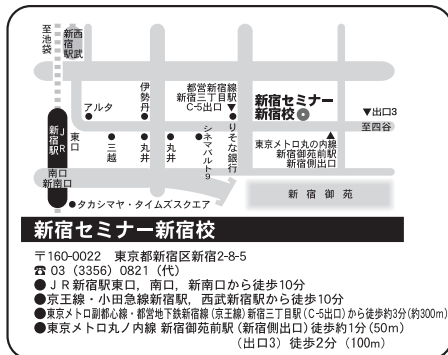 至池袋
西武
新宿駅
アルタ
伊勢丹
都営新宿線
新宿三丁目駅
C-5出口▼
新宿セミナー
新宿校◎
▼出口3
至四谷
JR
新宿駅
東口
三越
丸井
丸井
シネマバルト9
りそな銀行
▲
東京メトロ丸の内線
新宿御苑前駅
新宿側出口
南口
新南口
新宿御苑
●タカシマヤ・タイムズスクエア
新宿セミナー新宿校
〒160-0022 東京都新宿区新宿2-8-5
☎ 03 (3356) 0821 (代)
●JR新宿駅東口, 南口, 新南口から徒歩10分
●京王線・小田急線新宿駅, 西武新宿駅から徒歩10分
●東京メトロ副都心線・都営地下鉄新宿線(京王線)新宿三丁目駅(C-5出口)から徒歩約3分(約300m)
●東京メトロ丸ノ内線 新宿御苑前駅(新宿側出口)徒歩約1分(50m)
(出口3) 徒歩2分 (100m)